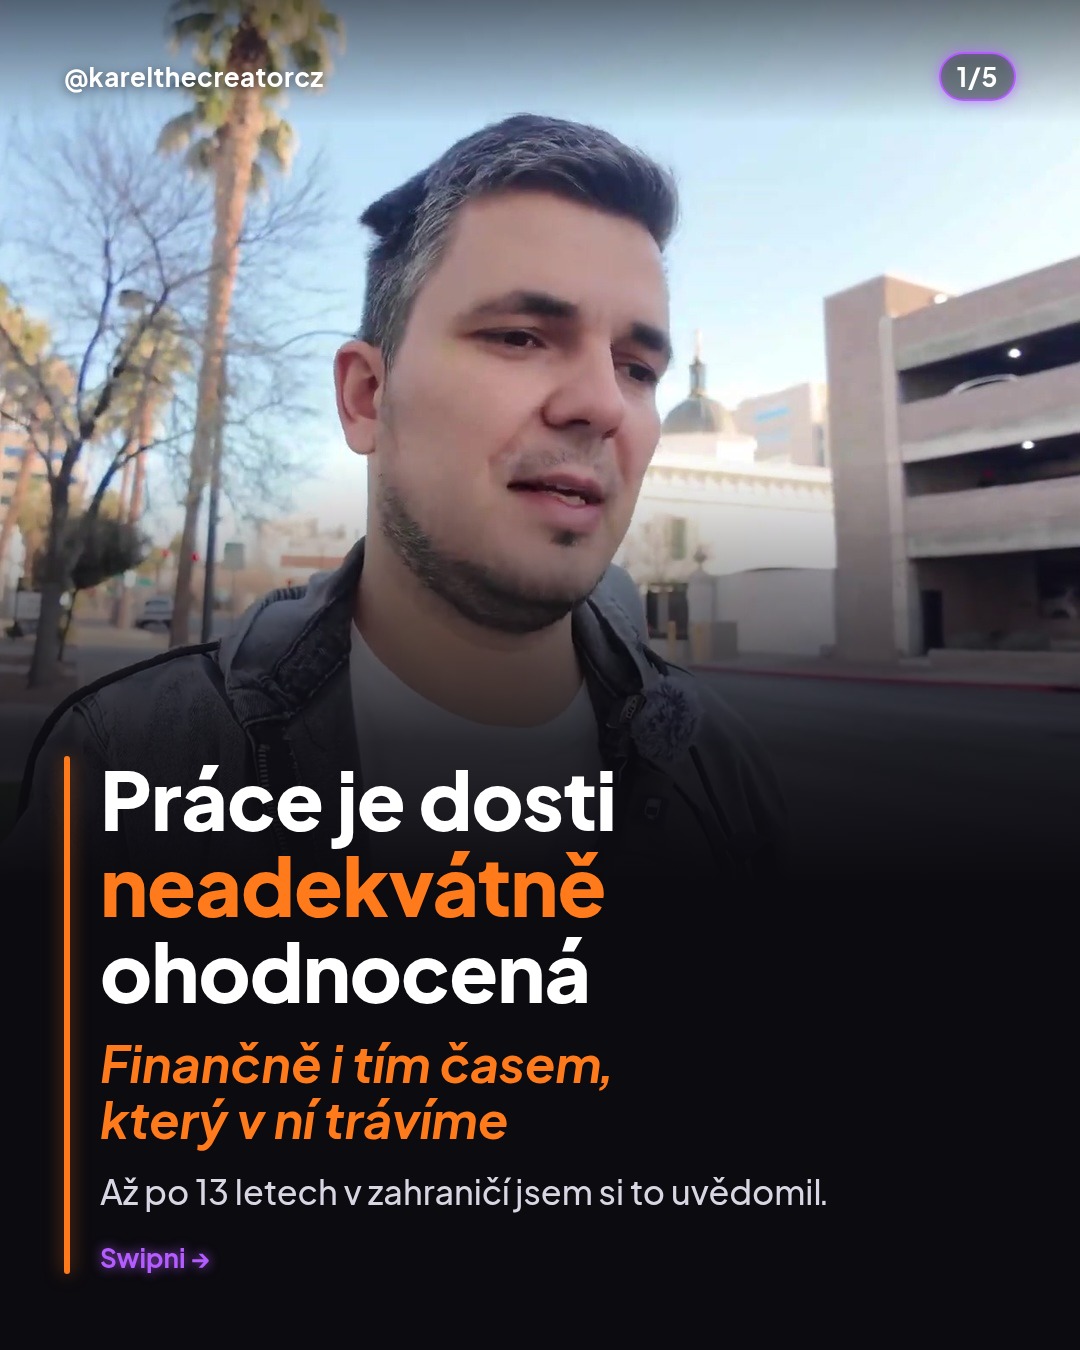 @karelthecreatorcz
1/5
Práce je dosti
neadekvátně
ohodnocená
Finančně i tím časem,
který v ní trávíme
Až po 13 letech v zahraničí jsem si to uvědomil.
Swipni →